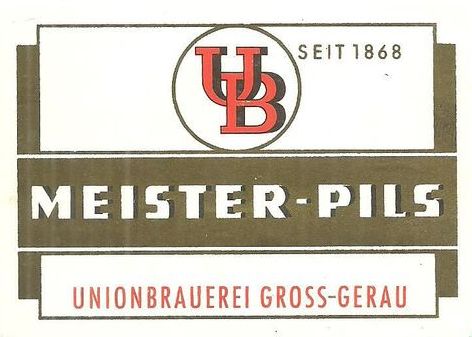 UB
SEIT 1868
MEISTER-PILS
UNIONBRAUEREI GROSS-GERAU